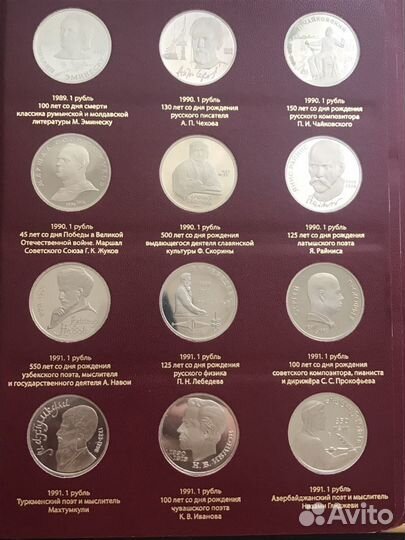 ЭМИНЕСКУ
1989. 1 рубль
100 лет со дня смерти
классика румынской и молдавской
литературы М. Эминеску
1990. 1 рубль
130 лет со дня рождения
русского писателя
А. П. Чехова
1990. 1 рубль
150 лет со дня рождения
русского композитора
П. И. Чайковского
1990. 1 рубль
45 лет со дня Победы в Великой
Отечественной войне. Маршал
Советского Союза Г. К. Жуков
1990. 1 рубль
500 лет со дня рождения
выдающегося деятеля славянской
культуры Ф. Скорины
1990. 1 рубль
125 лет со дня рождения
латышского поэта
Я. Райниса
1991. 1 рубль
550 лет со дня рождения
узбекского поэта, мыслителя
и государственного деятеля А. Навои
1991. 1 рубль
125 лет со дня рождения
русского физика
П. Н. Лебедева
1991. 1 рубль
100 лет со дня рождения
советского композитора, пианиста
и дирижёра С. С. Прокофьева
МАХТУМКУЛИ
1890
Н. В. ИВАНОВ
1991. 1 рубль
Туркменский поэт и мыслитель
Махтумкули
1991. 1 рубль
100 лет со дня рождения
чувашского поэта
К. В. Иванова
1991. 1 рубль
Азербайджанский поэт и мыслитель
Низами Гянджеви
Avito